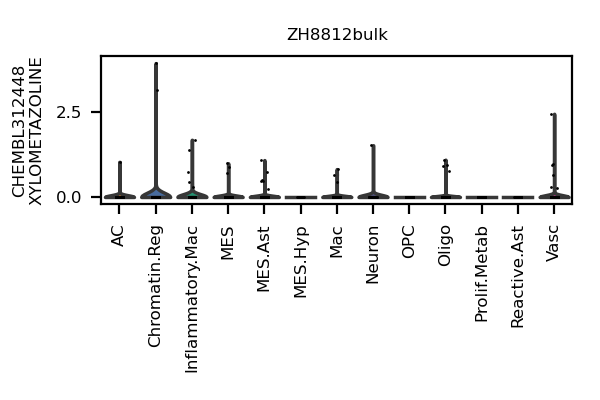 ZH8812bulk
CHEMBL312448
XYLOMETAZOLINE
2.5
0.0
AC
Chromatin.Reg
Inflammatory.Mac
MES
MES.Ast
MES.Hyp
Mac
Neuron
OPC
Oligo
Prolif.Metab
Reactive.Ast
Vasc